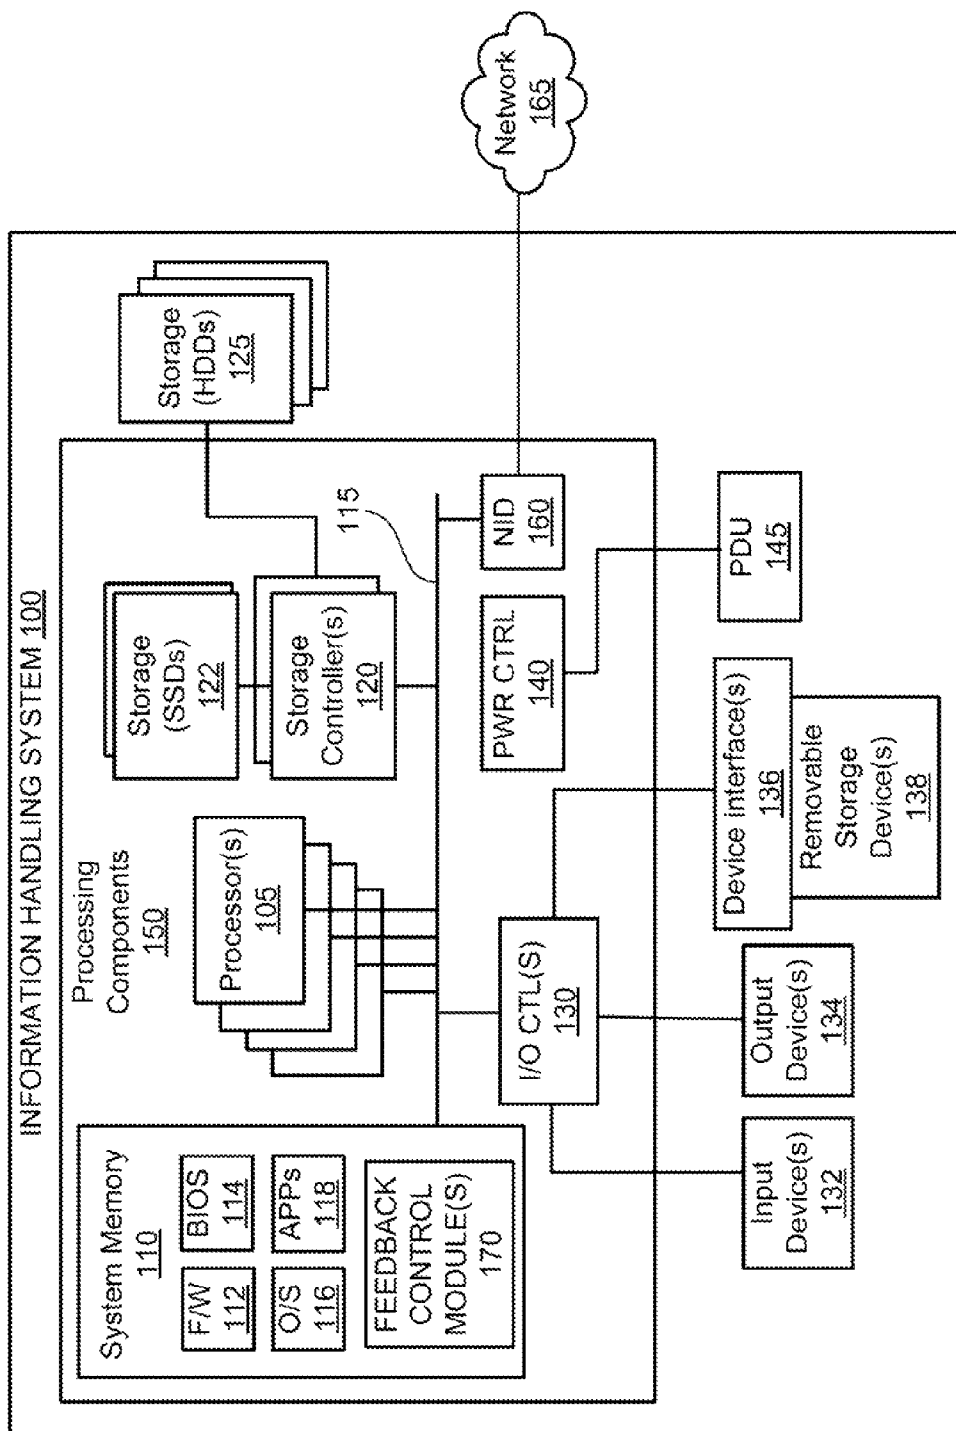 INFORMATION HANDLING SYSTEM 100
Processing
Components
150
System Memory
110
F/W
112
BIOS
114
O/S
116
APPs
118
FEEDBACK
CONTROL
MODULE(S)
170
Processor(s)
105
Storage
(SSDs)
122
Storage
Controller(s)
120
Storage
(HDDs)
125
115
I/O CTL(S)
130
PWR CTRL
140
NID
160
Network
165
Input
Device(s)
132
Output
Device(s)
134
Device interface(s)
136
Removable
Storage
Device(s)
138
PDU
145